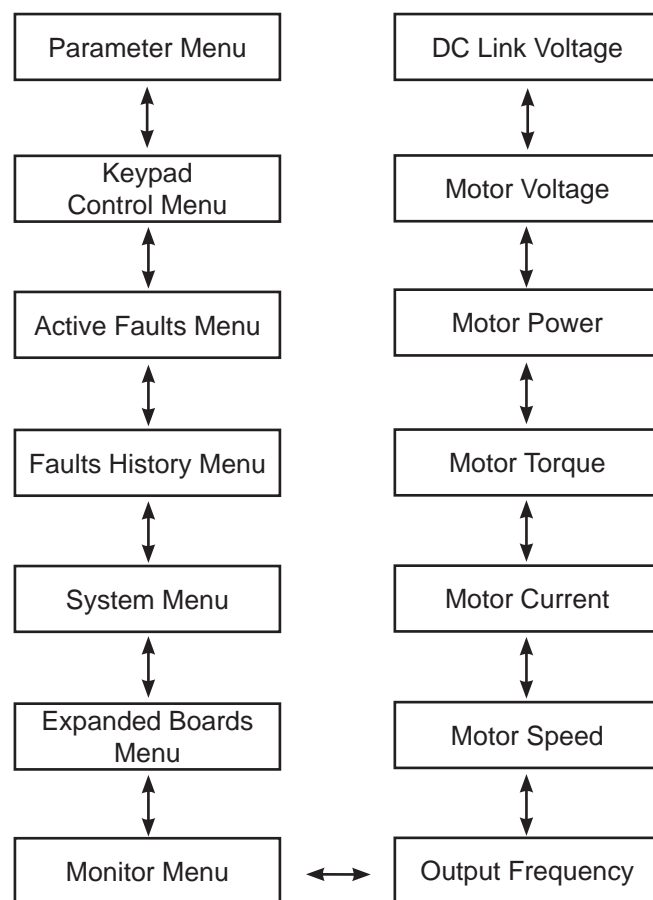 Parameter Menu
Keypad
Control Menu
Active Faults Menu
Faults History Menu
System Menu
Expanded Boards
Menu
Monitor Menu
DC Link Voltage
Motor Voltage
Motor Power
Motor Torque
Motor Current
Motor Speed
Output Frequency